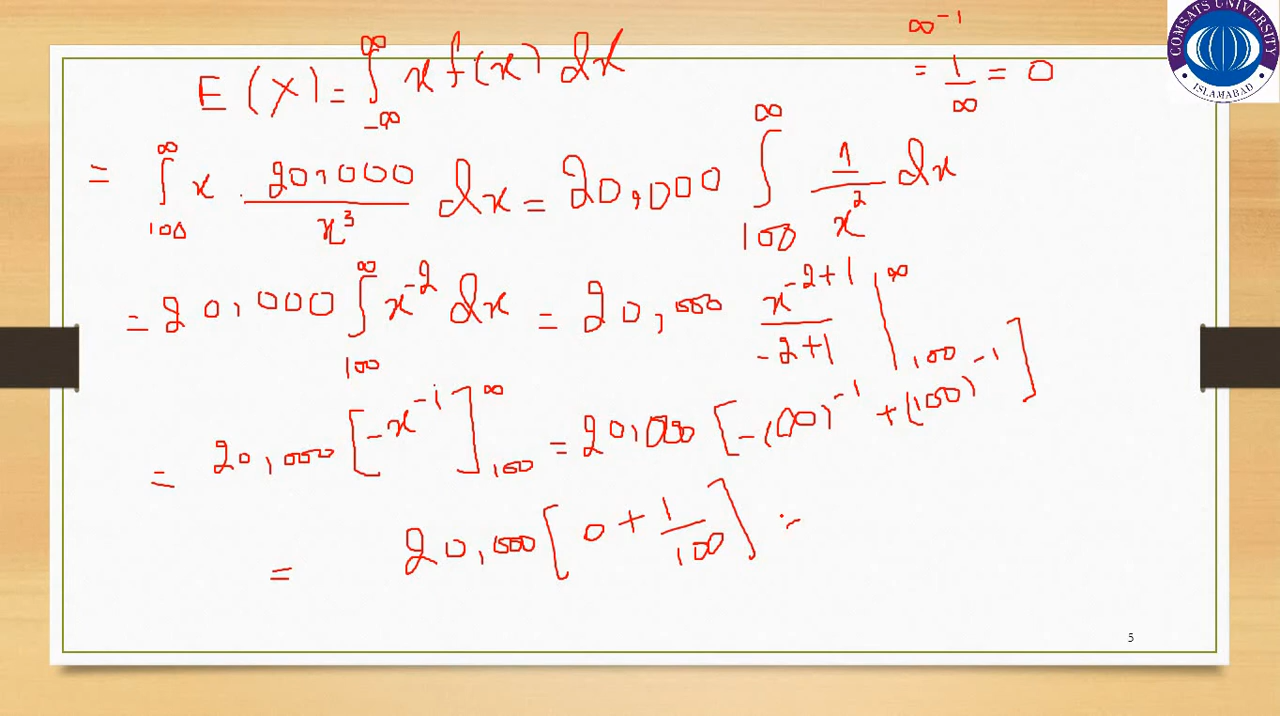 ∞⁻¹
= 1/∞ = 0
COMSATS UNIVERSITY
ISLAMABAD
E(X) = ∫_{-∞}^{∞} x f(x) dx
= ∫_{100}^{∞} x · 20,000/x³ dx = 20,000 ∫_{100}^{∞} 1/x² dx
= 20,000 ∫_{100}^{∞} x⁻² dx = 20,000 x^{-2+1}/(-2+1) |_{100}^{∞}
= 20,000 [-x⁻¹]_{100}^{∞} = 20,000 [-(∞)⁻¹ + (100)⁻¹]
= 20,000 [0 + 1/100] =
5